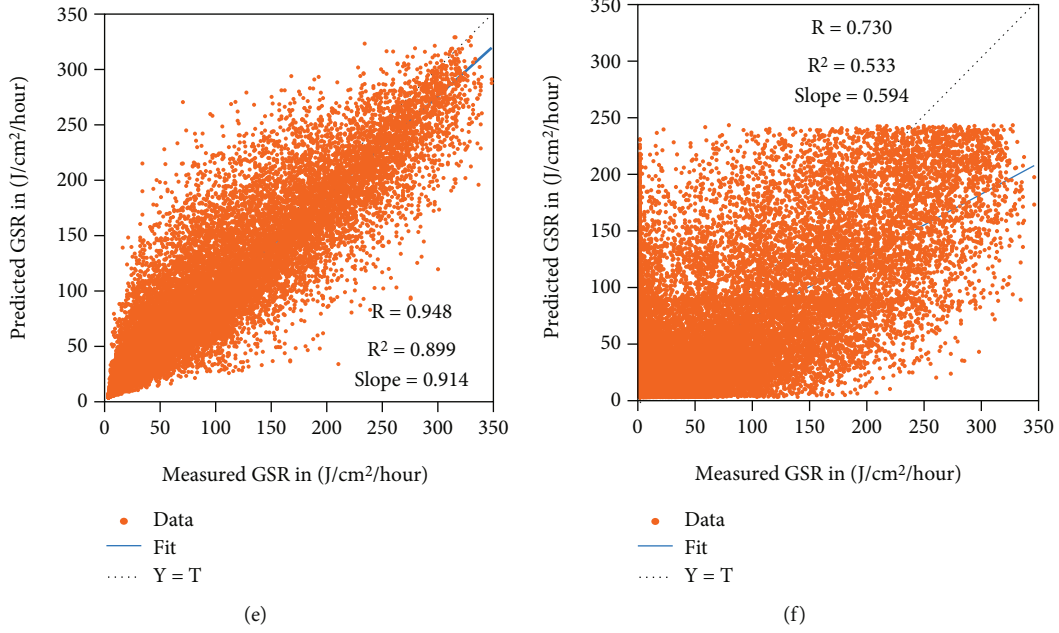 350
300
250
200
150
100
50
0
Predicted GSR in (J/cm²/hour)
R = 0.948
R² = 0.899
Slope = 0.914
0 50 100 150 200 250 300 350
Measured GSR in (J/cm²/hour)
Data
Fit
Y = T
(e)
350
300
250
200
150
100
50
0
Predicted GSR in (J/cm²/hour)
R = 0.730
R² = 0.533
Slope = 0.594
0 50 100 150 200 250 300 350
Measured GSR in (J/cm²/hour)
Data
Fit
Y = T
(f)